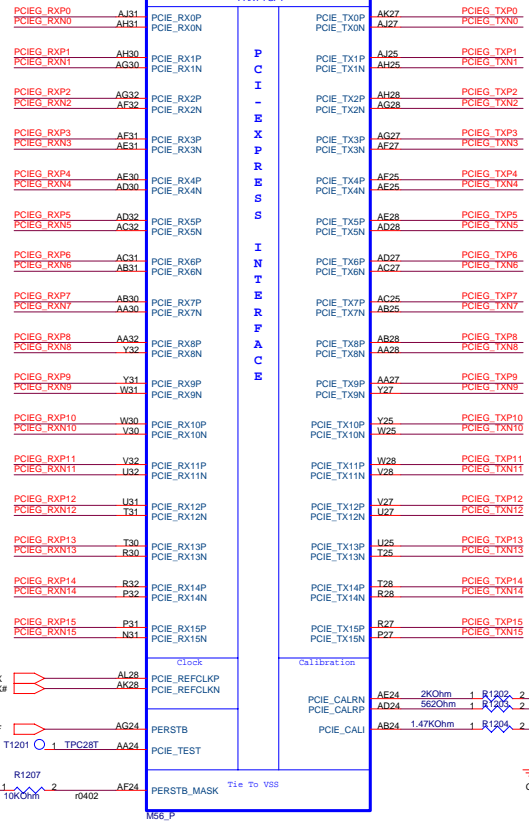 PCIEG_RXP0 AJ31 PCIE_RX0P PCIE_TX0P AK27 PCIEG_TXP0
PCIEG_RXN0 AH31 PCIE_RX0N PCIE_TX0N AJ27 PCIEG_TXN0
PCIEG_RXP1 AH30 PCIE_RX1P PCIE_TX1P AJ25 PCIEG_TXP1
PCIEG_RXN1 AG30 PCIE_RX1N PCIE_TX1N AH25 PCIEG_TXN1
PCIEG_RXP2 AG32 PCIE_RX2P PCIE_TX2P AH28 PCIEG_TXP2
PCIEG_RXN2 AF32 PCIE_RX2N PCIE_TX2N AG28 PCIEG_TXN2
PCIEG_RXP3 AF31 PCIE_RX3P PCIE_TX3P AG27 PCIEG_TXP3
PCIEG_RXN3 AE31 PCIE_RX3N PCIE_TX3N AF27 PCIEG_TXN3
PCIEG_RXP4 AE30 PCIE_RX4P PCIE_TX4P AF25 PCIEG_TXP4
PCIEG_RXN4 AD30 PCIE_RX4N PCIE_TX4N AE25 PCIEG_TXN4
PCIEG_RXP5 AD32 PCIE_RX5P PCIE_TX5P AE28 PCIEG_TXP5
PCIEG_RXN5 AC32 PCIE_RX5N PCIE_TX5N AD28 PCIEG_TXN5
PCIEG_RXP6 AC31 PCIE_RX6P PCIE_TX6P AD27 PCIEG_TXP6
PCIEG_RXN6 AB31 PCIE_RX6N PCIE_TX6N AC27 PCIEG_TXN6
PCIEG_RXP7 AB30 PCIE_RX7P PCIE_TX7P AC25 PCIEG_TXP7
PCIEG_RXN7 AA30 PCIE_RX7N PCIE_TX7N AB25 PCIEG_TXN7
PCIEG_RXP8 AA32 PCIE_RX8P PCIE_TX8P AB28 PCIEG_TXP8
PCIEG_RXN8 Y32 PCIE_RX8N PCIE_TX8N AA28 PCIEG_TXN8
PCIEG_RXP9 Y31 PCIE_RX9P PCIE_TX9P AA27 PCIEG_TXP9
PCIEG_RXN9 W31 PCIE_RX9N PCIE_TX9N Y27 PCIEG_TXN9
PCIEG_RXP10 W30 PCIE_RX10P PCIE_TX10P Y25 PCIEG_TXP10
PCIEG_RXN10 V30 PCIE_RX10N PCIE_TX10N W25 PCIEG_TXN10
PCIEG_RXP11 V32 PCIE_RX11P PCIE_TX11P W28 PCIEG_TXP11
PCIEG_RXN11 U32 PCIE_RX11N PCIE_TX11N V28 PCIEG_TXN11
PCIEG_RXP12 U31 PCIE_RX12P PCIE_TX12P V27 PCIEG_TXP12
PCIEG_RXN12 T31 PCIE_RX12N PCIE_TX12N U27 PCIEG_TXN12
PCIEG_RXP13 T30 PCIE_RX13P PCIE_TX13P U25 PCIEG_TXP13
PCIEG_RXN13 R30 PCIE_RX13N PCIE_TX13N T25 PCIEG_TXN13
PCIEG_RXP14 R32 PCIE_RX14P PCIE_TX14P T28 PCIEG_TXP14
PCIEG_RXN14 P32 PCIE_RX14N PCIE_TX14N R28 PCIEG_TXN14
PCIEG_RXP15 P31 PCIE_RX15P PCIE_TX15P R27 PCIEG_TXP15
PCIEG_RXN15 N31 PCIE_RX15N PCIE_TX15N P27 PCIEG_TXN15
PCI-EXPRESS INTERFACE
Clock Calibration
AL28 PCIE_REFCLKP
AK28 PCIE_REFCLKN
PCIE_CALRN AE24 2KOhm 1 R1202 2
PCIE_CALRP AD24 562Ohm 1 R1203 2
AG24 PERSTB PCIE_CALI AB24 1.47KOhm 1 R1204 2
T1201 1 TPC28T AA24 PCIE_TEST
R1207
1 2 AF24 PERSTB_MASK Tie To VSS
10KOhm r0402
M56_P